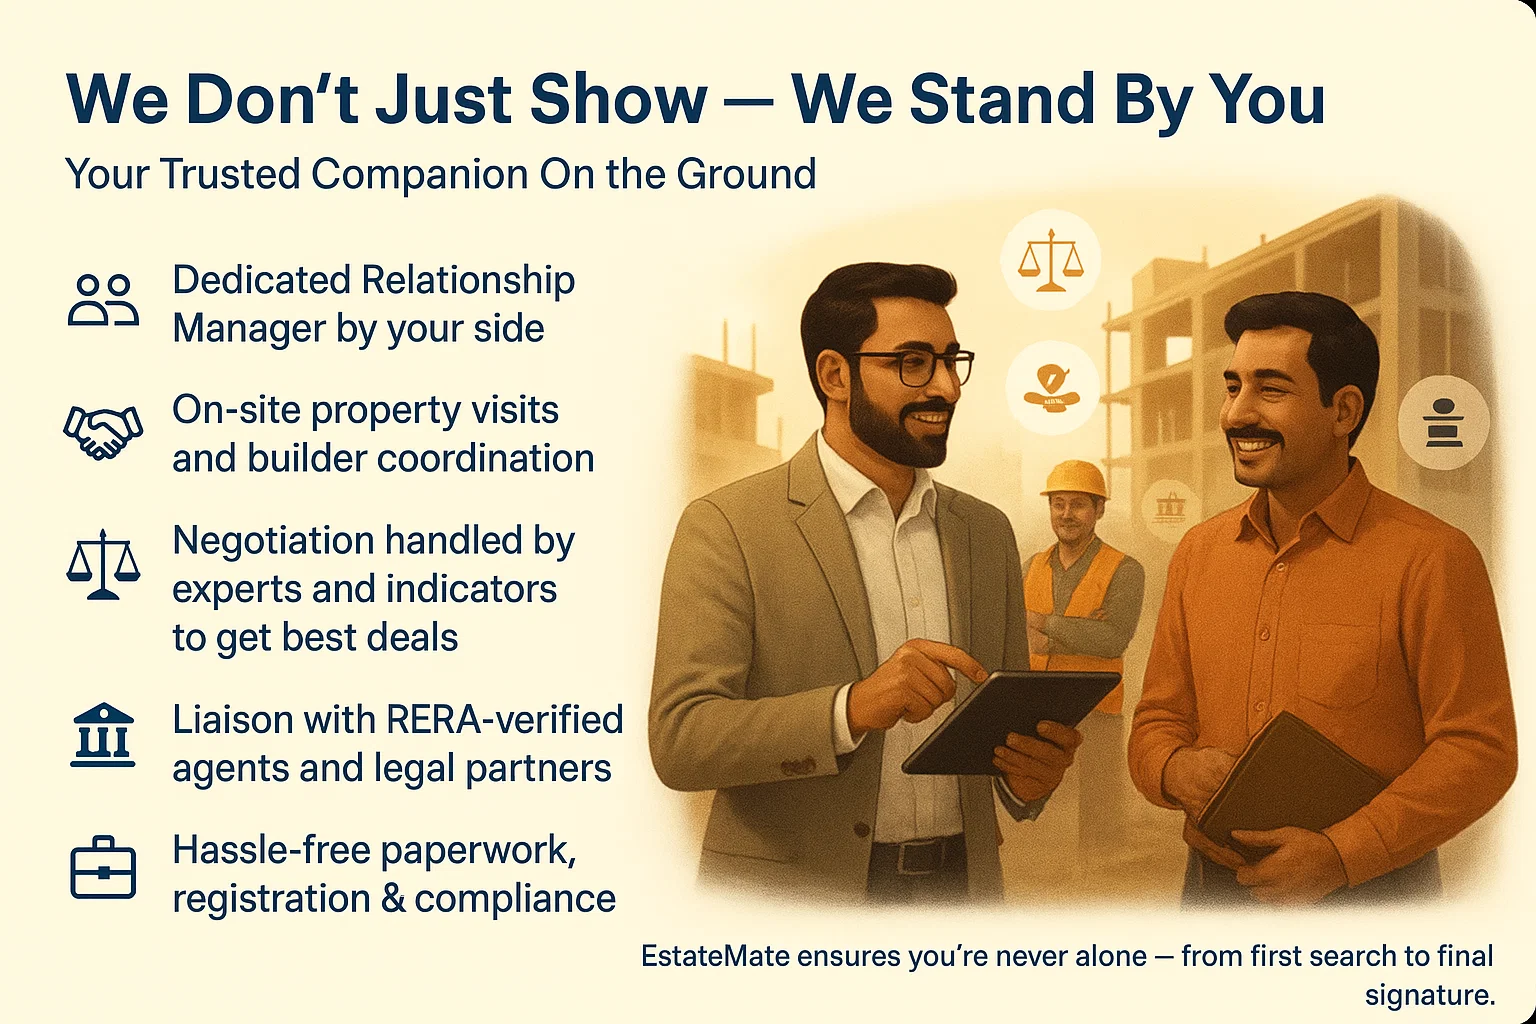 We Don’t Just Show — We Stand By You
Your Trusted Companion On the Ground
Dedicated Relationship
Manager by your side
On-site property visits
and builder coordination
Negotiation handled by
experts and indicators
to get best deals
Liaison with RERA-verified
agents and legal partners
Hassle-free paperwork,
registration & compliance
EstateMate ensures you’re never alone — from first search to final
signature.